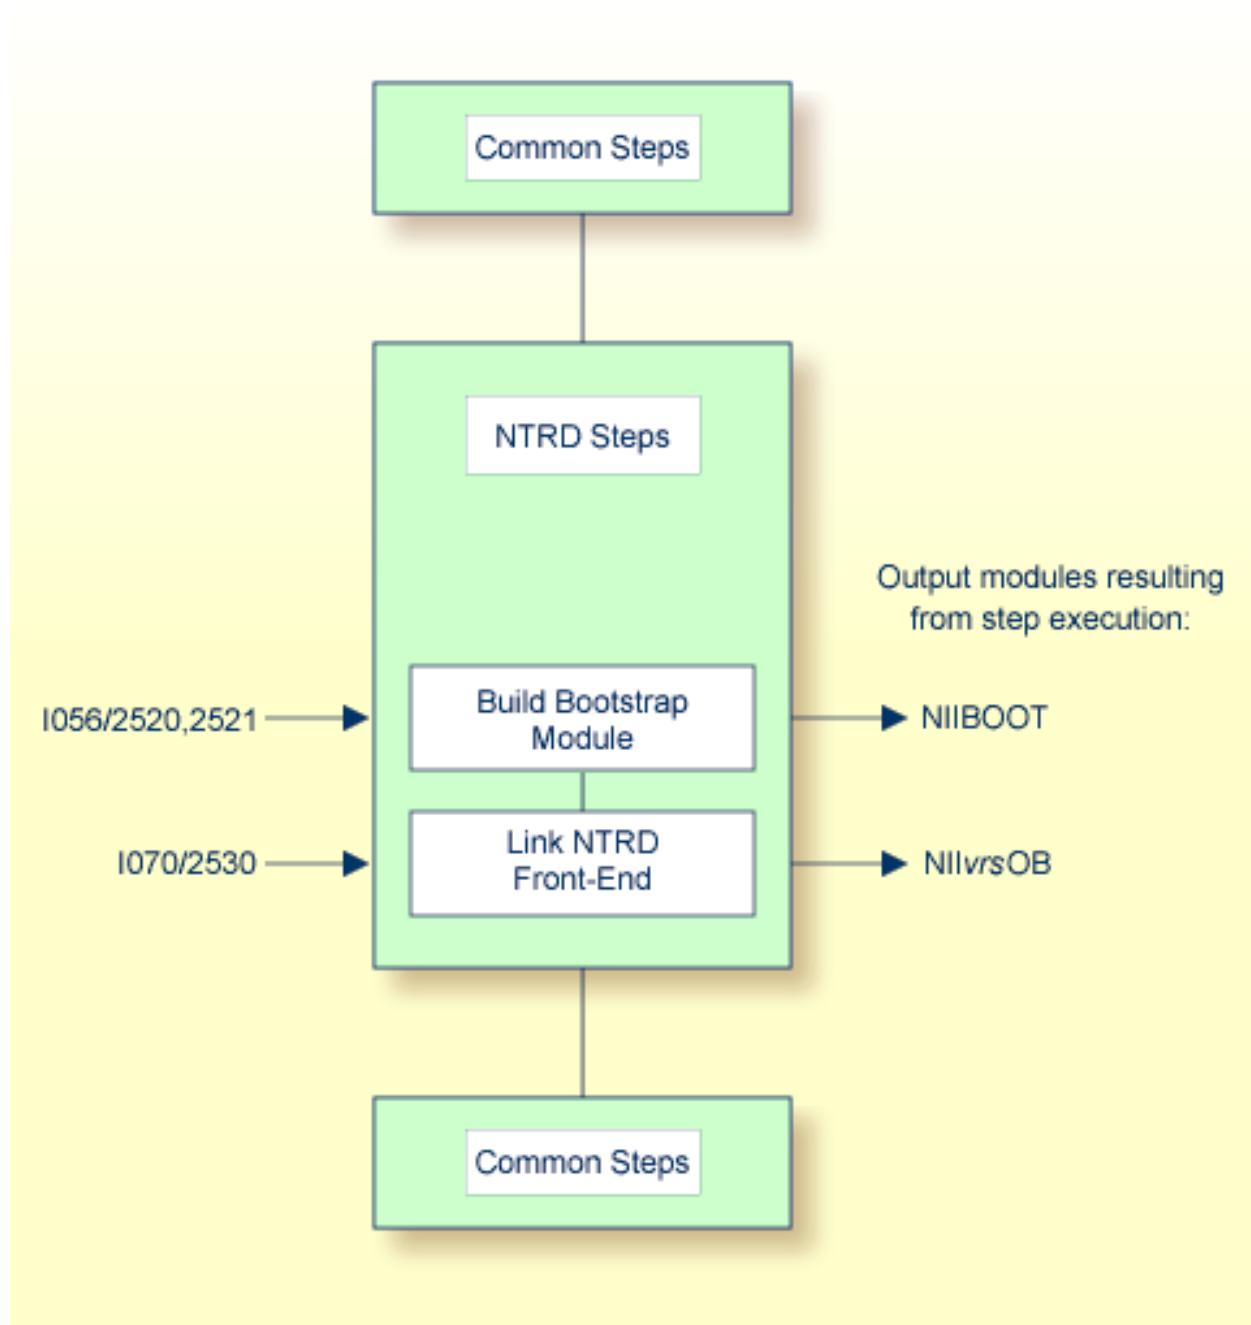 Common Steps
NTRD Steps
Output modules resulting
from step execution:
I056/2520,2521
Build Bootstrap
Module
NIIBOOT
I070/2530
Link NTRD
Front-End
NIIvrsOB
Common Steps